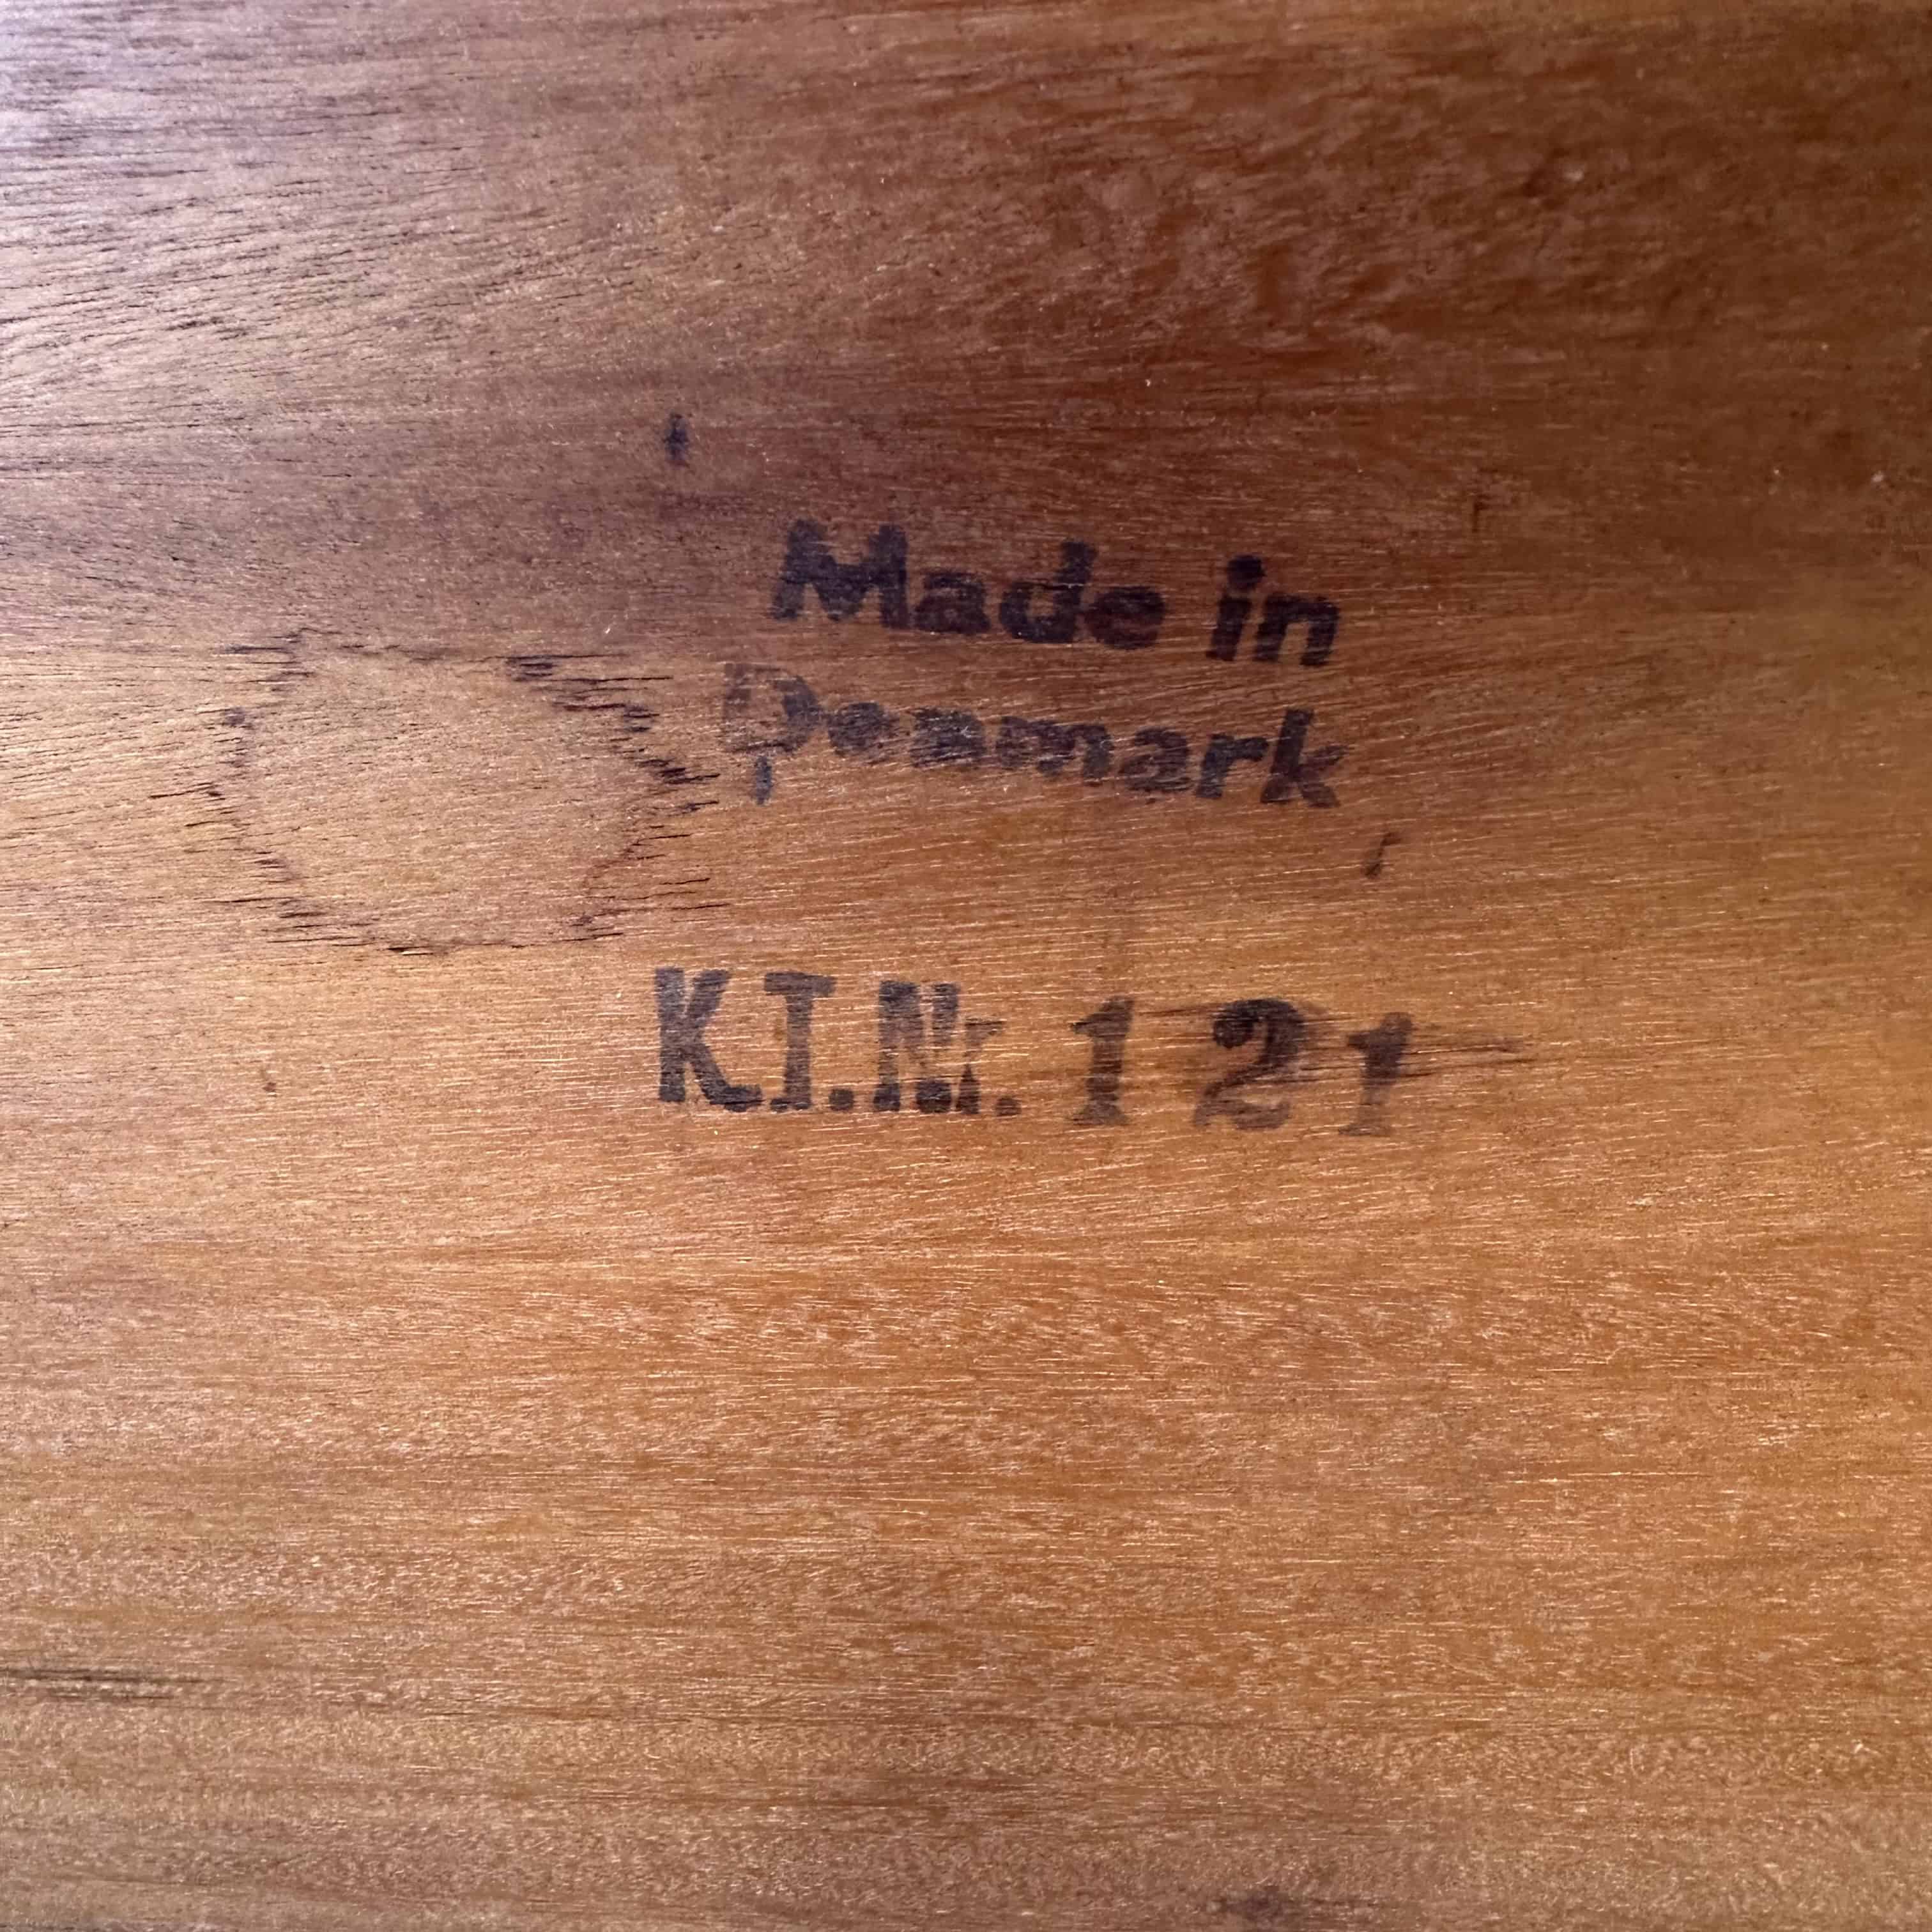 Made in
Denmark
K.I.Nr. 121